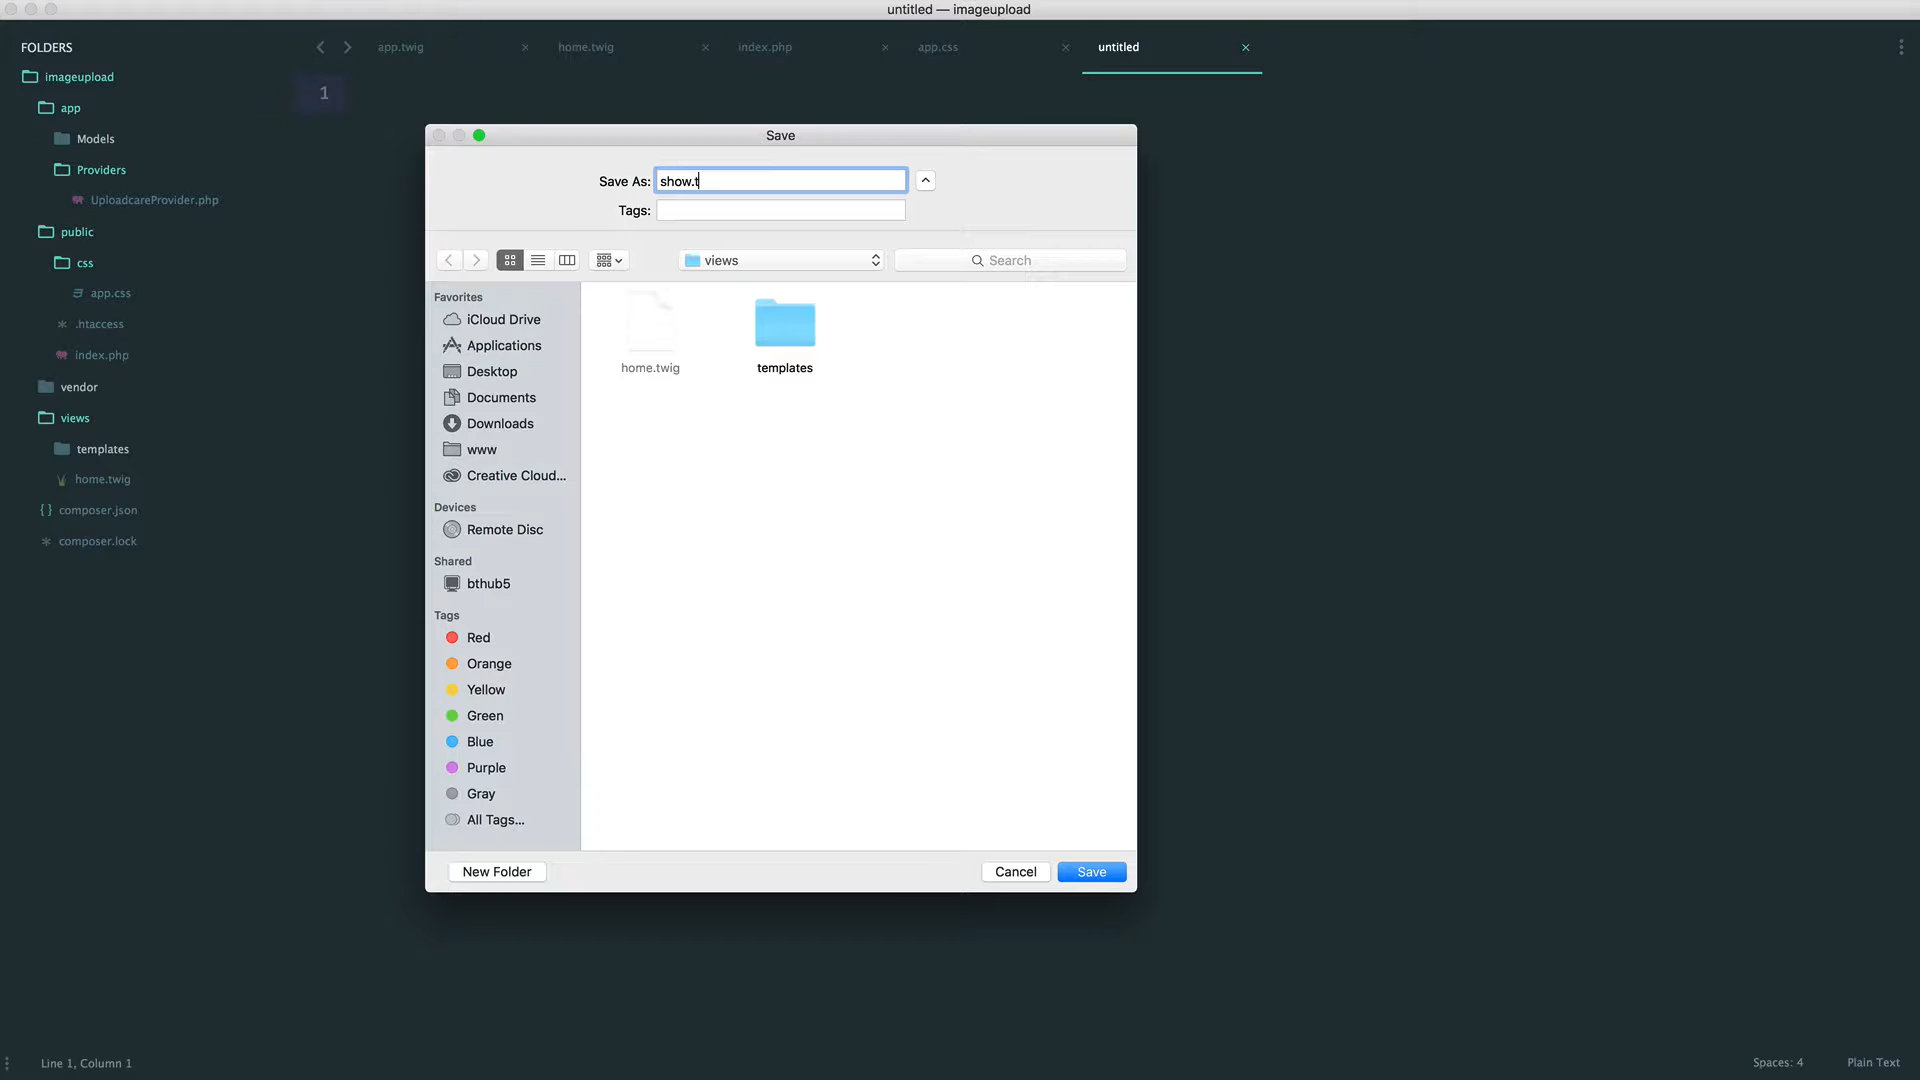 untitled — imageupload
FOLDERS
imageupload
app
Models
Providers
UploadcareProvider.php
public
css
app.css
.htaccess
index.php
vendor
views
templates
home.twig
composer.json
composer.lock
app.twig
home.twig
index.php
app.css
untitled
1
Save
Save As: show.t
Tags:
views
Search
Favorites
iCloud Drive
Applications
Desktop
Documents
Downloads
www
Creative Cloud...
Devices
Remote Disc
Shared
bthub5
Tags
Red
Orange
Yellow
Green
Blue
Purple
Gray
All Tags...
home.twig
templates
New Folder
Cancel
Save
Line 1, Column 1
Spaces: 4
Plain Text